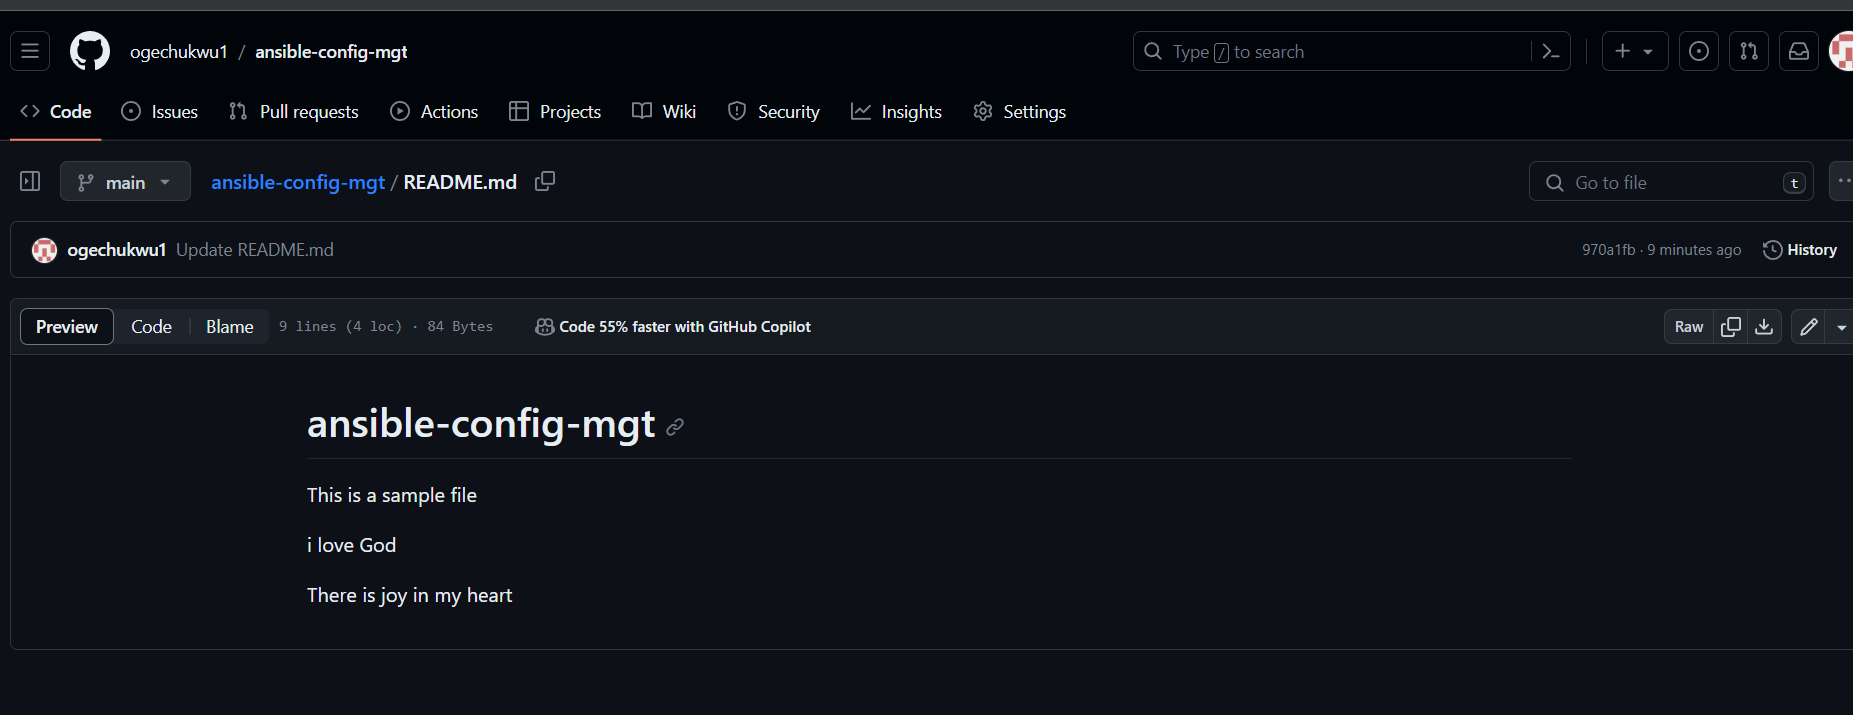 ogechukwu1 / ansible-config-mgt
Type / to search
Code Issues Pull requests Actions Projects Wiki Security Insights Settings
main ansible-config-mgt / README.md Go to file t
ogechukwu1 Update README.md 970a1fb · 9 minutes ago History
Preview Code Blame 9 lines (4 loc) · 84 Bytes Code 55% faster with GitHub Copilot Raw
ansible-config-mgt
This is a sample file
i love God
There is joy in my heart